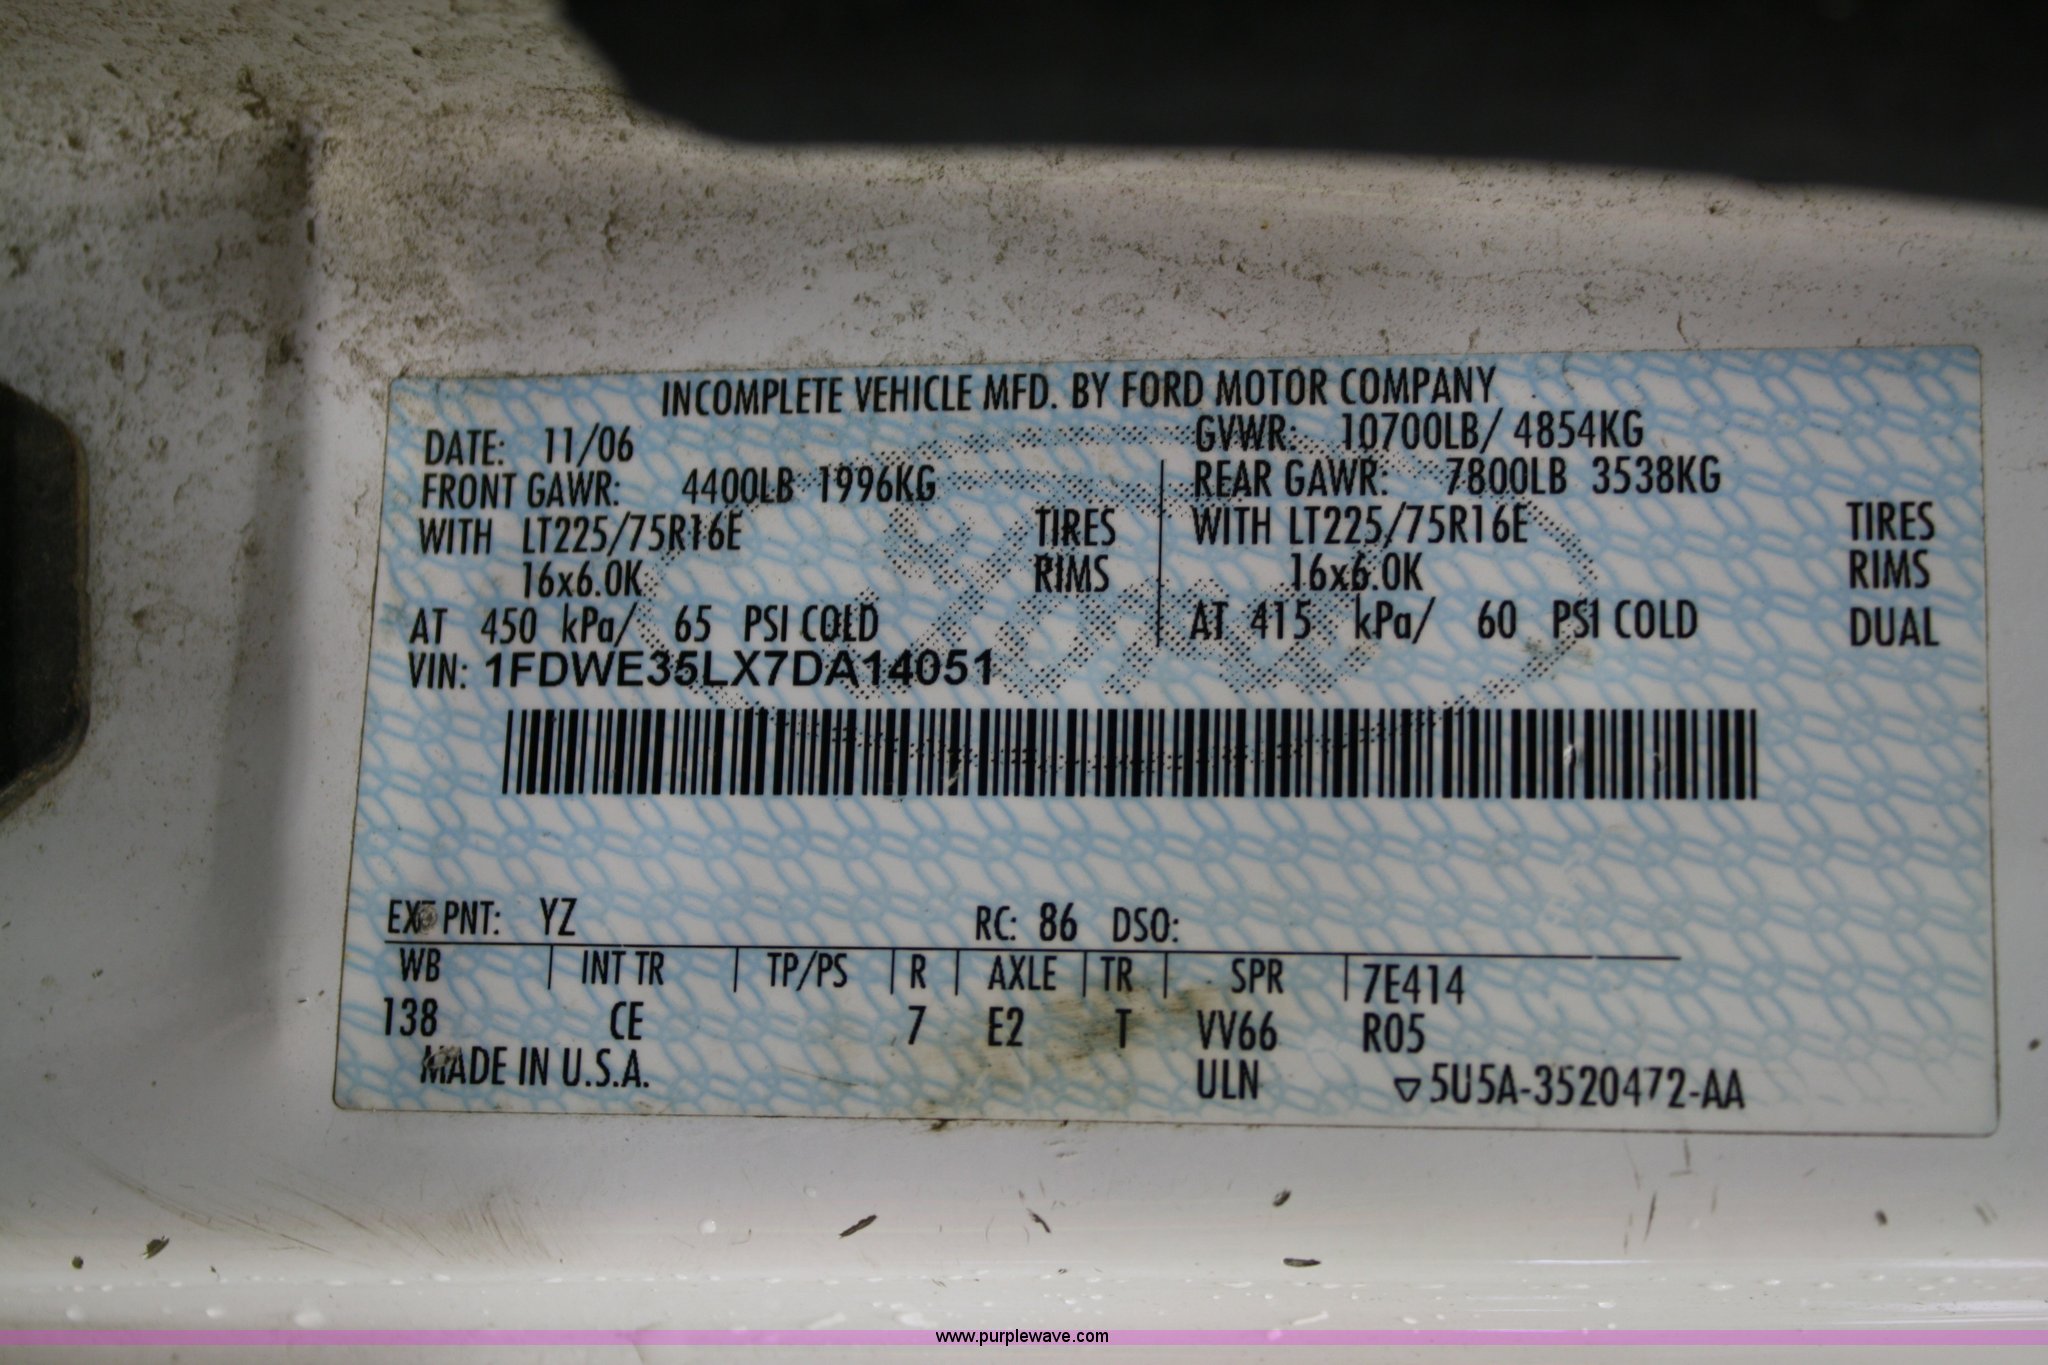 INCOMPLETE VEHICLE MFD. BY FORD MOTOR COMPANY
DATE: 11/06 GVWR: 10700LB/ 4854KG
FRONT GAWR: 4400LB 1996KG REAR GAWR: 7800LB 3538KG
WITH LT225/75R16E TIRES WITH LT225/75R16E TIRES
16x6.0K RIMS 16x6.0K RIMS
AT 450 kPa/ 65 PSI COLD AT 415 kPa/ 60 PSI COLD DUAL
VIN: 1FDWE35LX7DA14051
EXT PNT: YZ RC: 86 DSO:
WB INT TR TP/PS R AXLE TR SPR 7E414
138 CE 7 E2 T VV66 R05
MADE IN U.S.A. ULN ▽5U5A-3520472-AA
www.purplewave.com